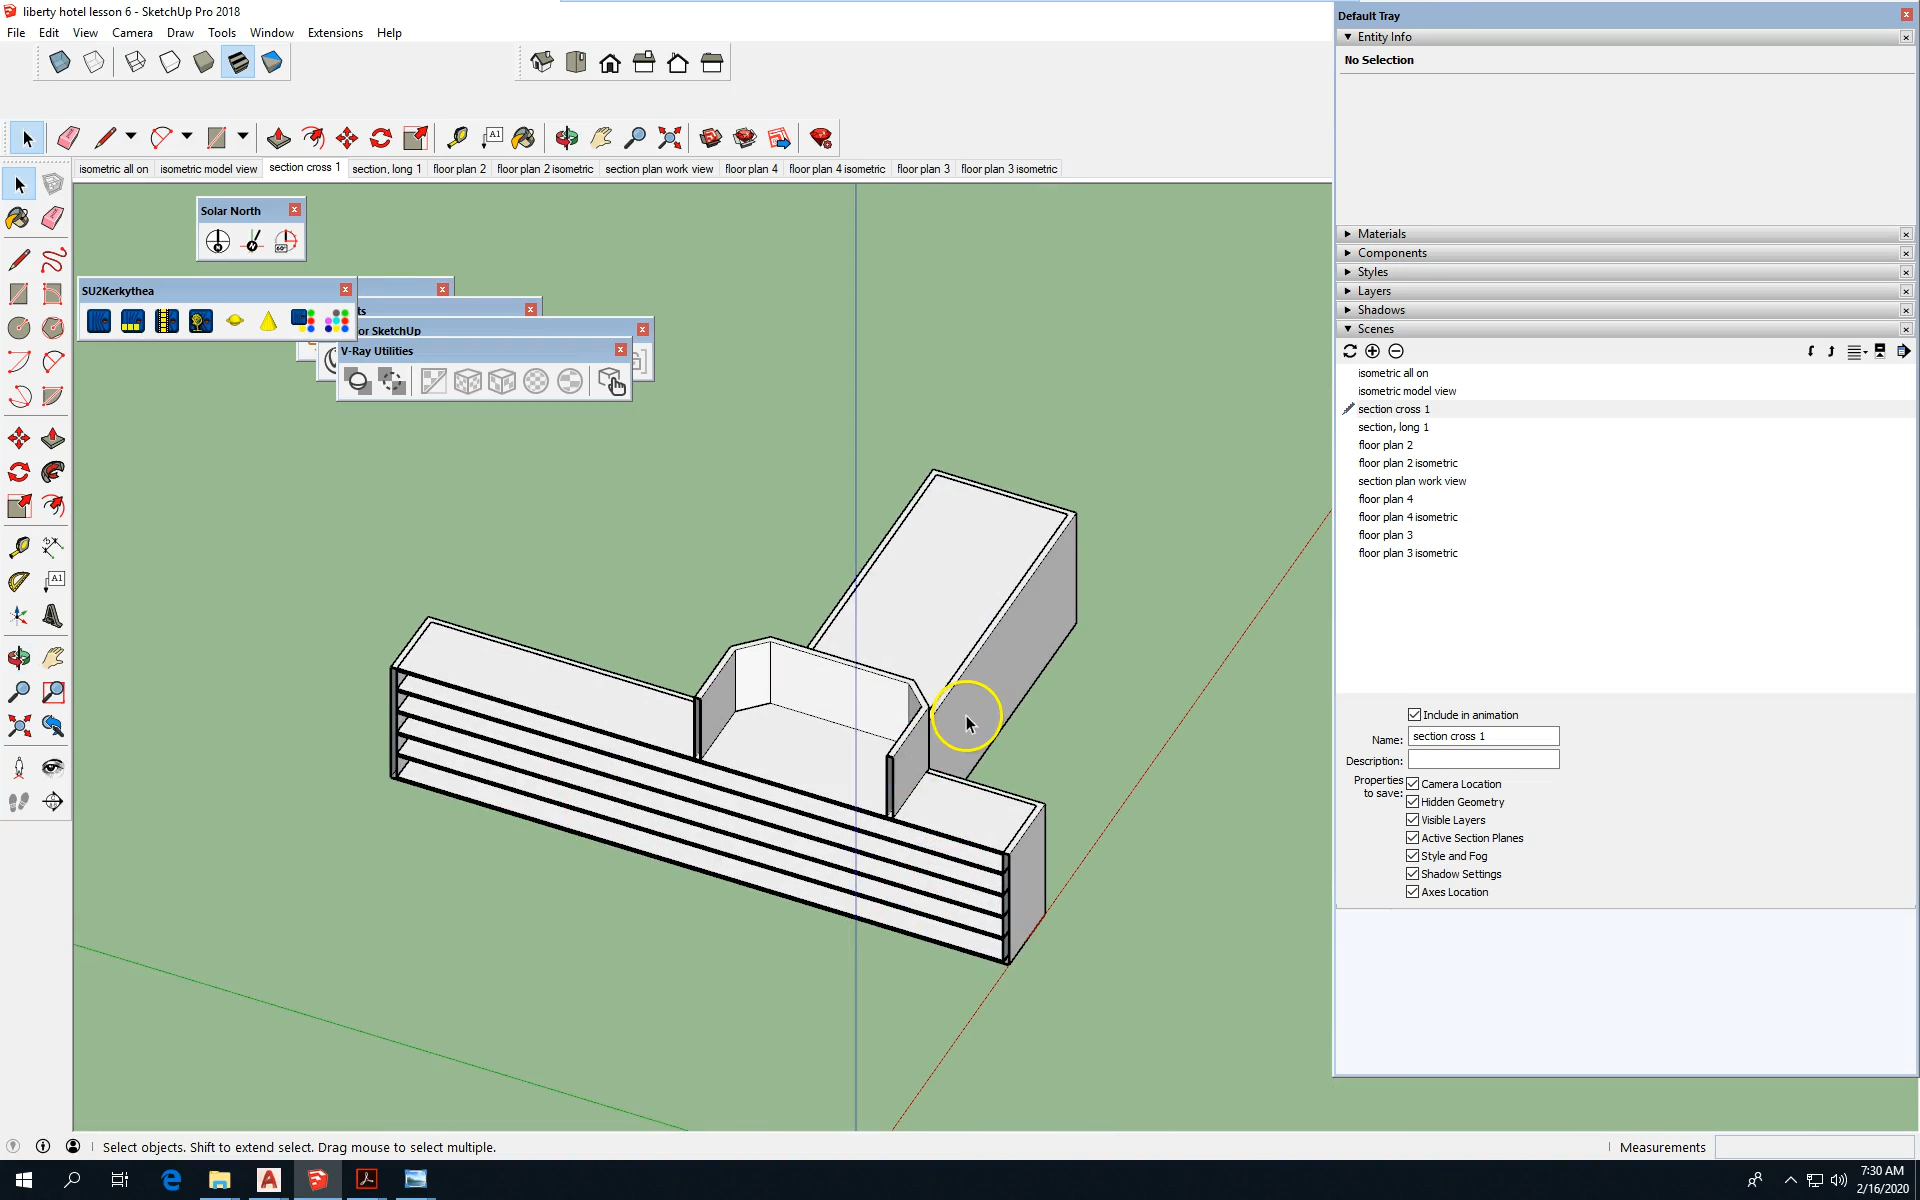 liberty hotel lesson 6 - SketchUp Pro 2018
File Edit View Camera Draw Tools Window Extensions Help
isometric all on isometric model view section cross 1 section, long 1 floor plan 2 floor plan 2 isometric section plan work view floor plan 4 floor plan 4 isometric floor plan 3 floor plan 3 isometric
Solar North
SU2Kerkythea
ts
or SketchUp
V-Ray Utilities
Default Tray
Entity Info
No Selection
Materials
Components
Styles
Layers
Shadows
Scenes
isometric all on
isometric model view
section cross 1
section, long 1
floor plan 2
floor plan 2 isometric
section plan work view
floor plan 4
floor plan 4 isometric
floor plan 3
floor plan 3 isometric
Include in animation
Name: section cross 1
Description:
Properties to save:
Camera Location
Hidden Geometry
Visible Layers
Active Section Planes
Style and Fog
Shadow Settings
Axes Location
Select objects. Shift to extend select. Drag mouse to select multiple.
Measurements
7:30 AM
2/16/2020